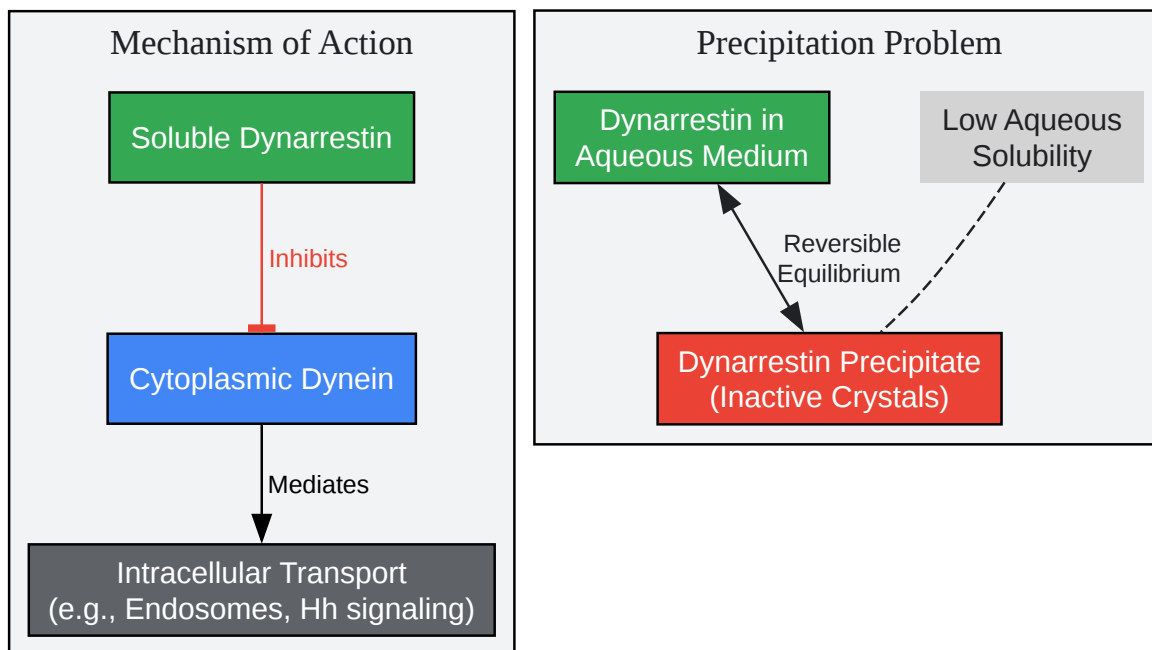 Mechanism of Action
Soluble Dynarrestin
Inhibits
Cytoplasmic Dynein
Mediates
Intracellular Transport
(e.g., Endosomes, Hh signaling)
Precipitation Problem
Dynarrestin in
Aqueous Medium
Low Aqueous
Solubility
Reversible
Equilibrium
Dynarrestin Precipitate
(Inactive Crystals)